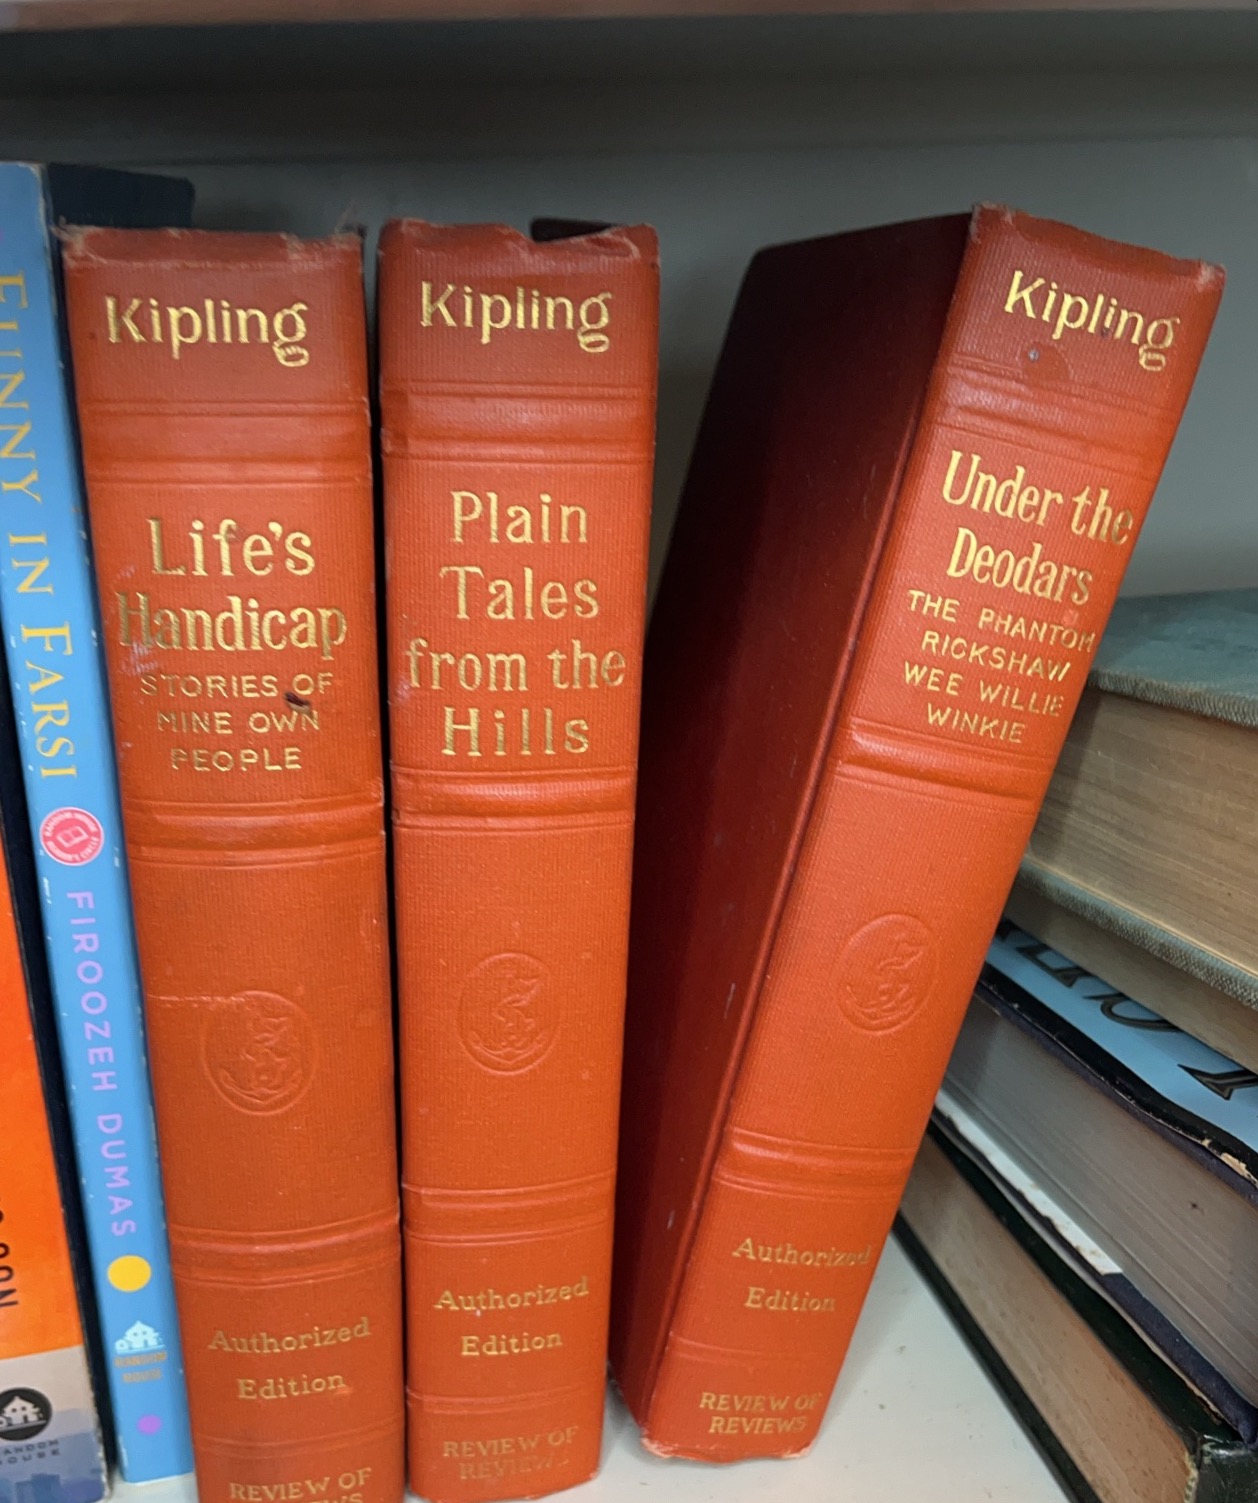 FUNNY IN FARSI
FIROOZEH DUMAS
RANDOM
HOUSE
Kipling
Life's
Handicap
STORIES OF
MINE OWN
PEOPLE
Authorized
Edition
REVIEW OF
Kipling
Plain
Tales
from the
Hills
Authorized
Edition
REVIEW OF
REVIEWS
Kipling
Under the
Deodars
THE PHANTOM
RICKSHAW
WEE WILLIE
WINKIE
Authorized
Edition
REVIEW OF
REVIEWS